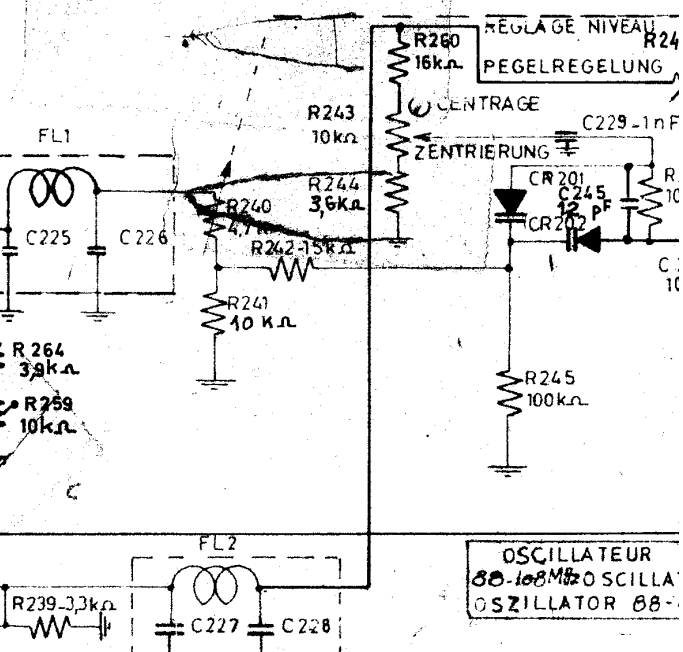 REGLAGE NIVEAU
R260
16kΩ
R24
PEGELREGELUNG
CENTRAGE
R243
10kΩ
C229-1nF
FL1
ZENTRIERUNG
CR201
R244
3,6kΩ
C245
12 pF
R240
4,7kΩ
CR202
C225
C226
R242-15kΩ
R241
10 KΩ
R264
3,9kΩ
R245
100kΩ
R259
10kΩ
FL2
OSCILLATEUR
88-108MHz OSCILLA
OSZILLATOR 88-
R239-3,3kΩ
C227
C228